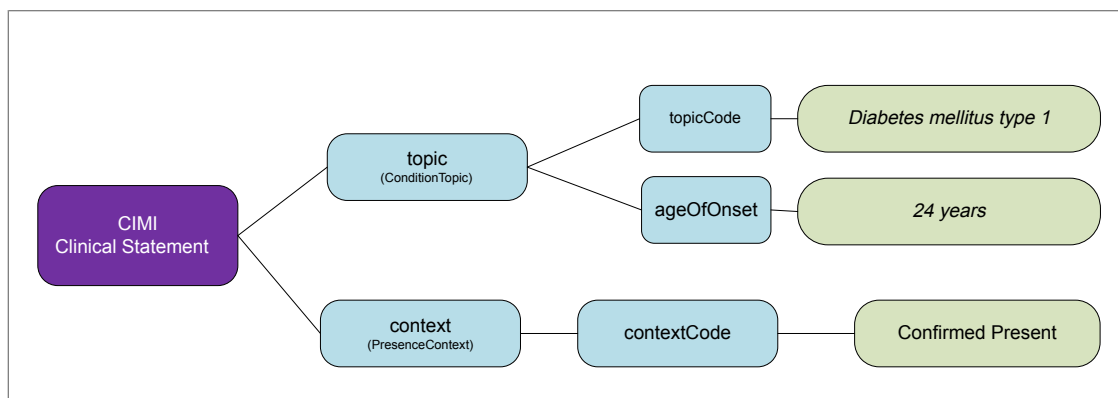 topicCode
Diabetes mellitus type 1
topic
(ConditionTopic)
ageOfOnset
24 years
CIMI
Clinical Statement
context
(PresenceContext)
contextCode
Confirmed Present